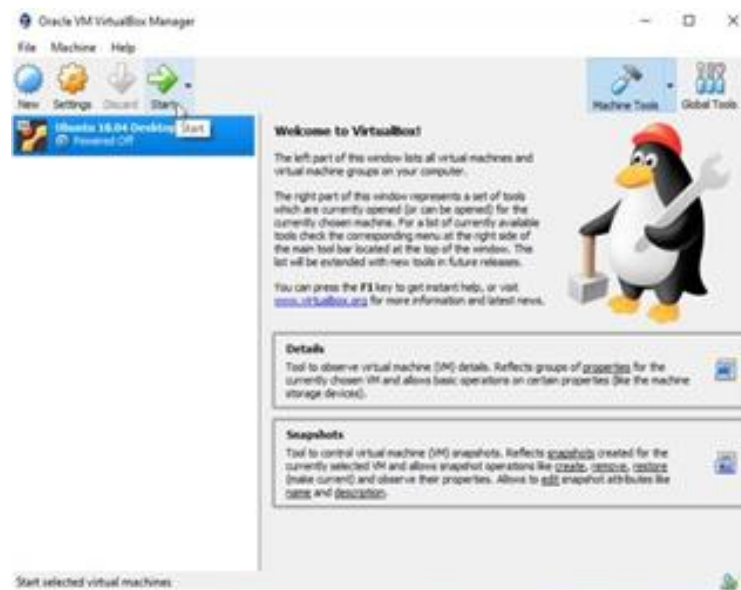 Oracle VM VirtualBox Manager
File Machine Help
New Settings Discard Start Machine Tools Global Tools
Start
Ubuntu Desktop
Powered Off
Welcome to VirtualBox!
The left part of this window lists all virtual machines and
virtual machine groups on your computer.
The right part of this window represents a set of tools
which are currently opened (or can be opened) for the
currently chosen machine. For a list of currently available
tools check the corresponding menu at the right side of
the main tool bar located at the top of the window. This
list will be extended with new tools in future releases.
You can press the F1 key to get instant help, or visit
www.virtualbox.org for more information and latest news.
Details
Tool to observe virtual machine (VM) details. Reflects groups of properties for the
currently chosen VM and allows basic operations on certain properties (like the machine
storage devices).
Snapshots
Tool to control virtual machine (VM) snapshots. Reflects snapshots created for the
currently selected VM and allows snapshot operations like create, remove, restore
(make current) and observe their properties. Allows to edit snapshot attributes like
name and description.
Start selected virtual machines